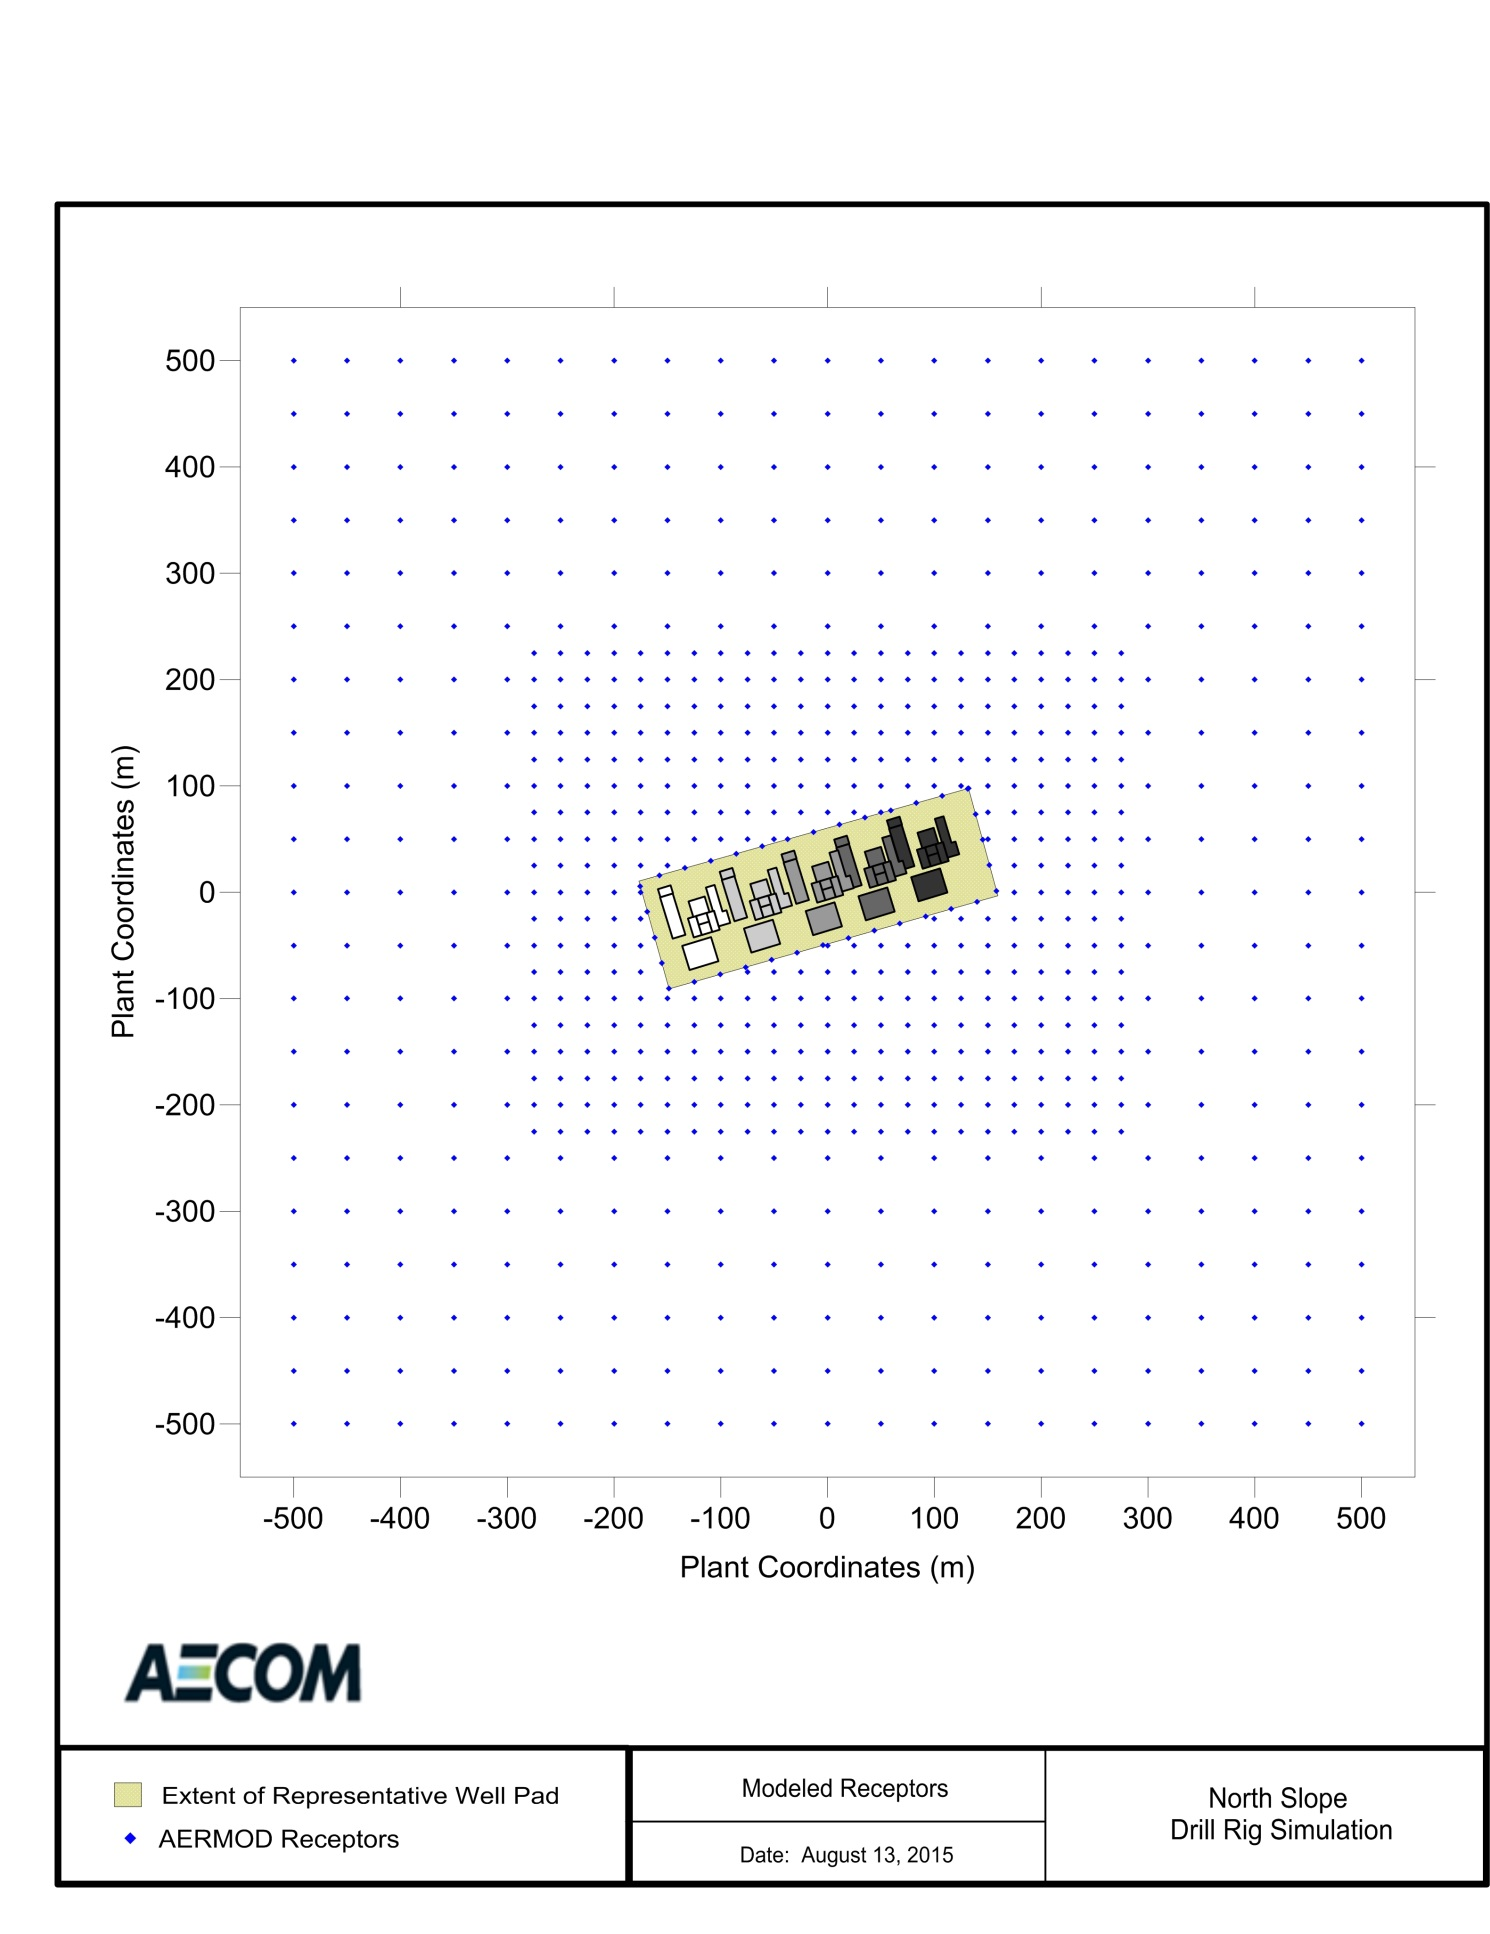 500
400
300
200
100
0
-100
-200
-300
-400
-500
Plant Coordinates (m)
-500 -400 -300 -200 -100 0 100 200 300 400 500
Plant Coordinates (m)
AECOM
Extent of Representative Well Pad
AERMOD Receptors
Modeled Receptors
Date: August 13, 2015
North Slope
Drill Rig Simulation